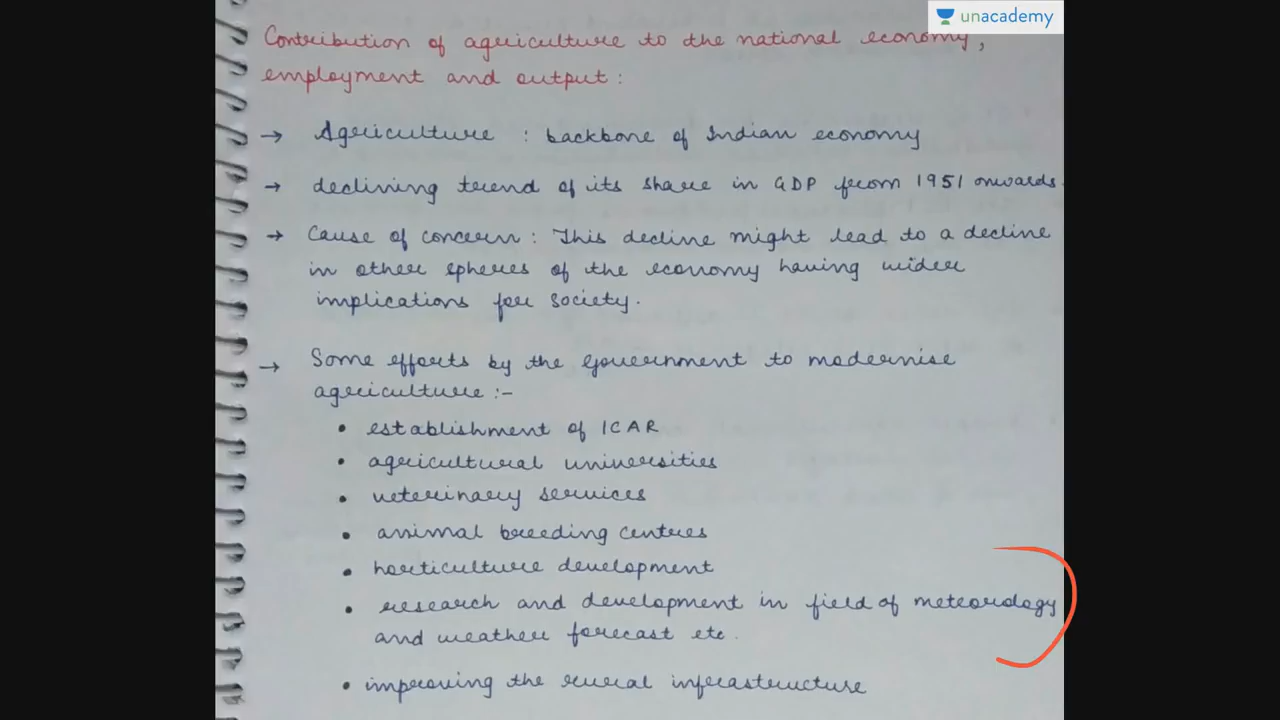 unacademy
Contribution of agriculture to the national economy,
employment and output:
→ Agriculture : backbone of Indian economy
→ declining trend of its share in GDP from 1951 onwards.
→ Cause of concern : This decline might lead to a decline
in other spheres of the economy having wider
implications for society.
→ Some efforts by the Government to modernise
agriculture :-
• establishment of ICAR
• agricultural universities
• veterinary services
• animal breeding centres
• horticulture development
• research and development in field of meteorology
and weather forecast etc.
• improving the rural infrastructure